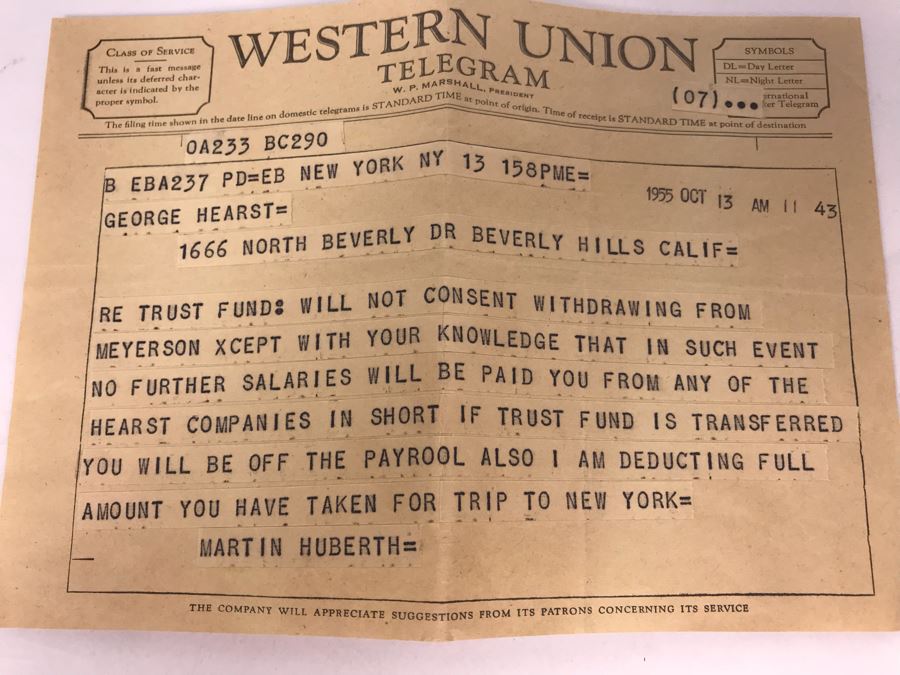 CLASS OF SERVICE
This is a fast message
unless its deferred char-
acter is indicated by the
proper symbol.
WESTERN UNION
TELEGRAM
W. P. MARSHALL, PRESIDENT
SYMBOLS
DL=Day Letter
NL=Night Letter
Telegram
(07)...
The filing time shown in the date line on domestic telegrams is STANDARD TIME at point of origin. Time of receipt is STANDARD TIME at point of destination
OA233 BC290
B EBA237 PD=EB NEW YORK NY 13 158PME=
1955 OCT 13 AM 11 43
GEORGE HEARST=
1666 NORTH BEVERLY DR BEVERLY HILLS CALIF=
RE TRUST FUND: WILL NOT CONSENT WITHDRAWING FROM
MEYERSON XCEPT WITH YOUR KNOWLEDGE THAT IN SUCH EVENT
NO FURTHER SALARIES WILL BE PAID YOU FROM ANY OF THE
HEARST COMPANIES IN SHORT IF TRUST FUND IS TRANSFERRED
YOU WILL BE OFF THE PAYROOL ALSO I AM DEDUCTING FULL
AMOUNT YOU HAVE TAKEN FOR TRIP TO NEW YORK=
MARTIN HUBERTH=
THE COMPANY WILL APPRECIATE SUGGESTIONS FROM ITS PATRONS CONCERNING ITS SERVICE